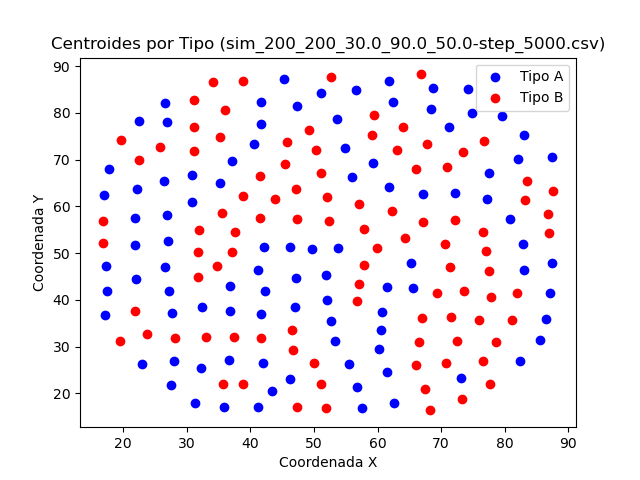 Centroides por Tipo (sim_200_200_30.0_90.0_50.0-step_5000.csv)
Tipo A
Tipo B
90
80
70
60
50
40
30
20
Coordenada Y
20 30 40 50 60 70 80 90
Coordenada X